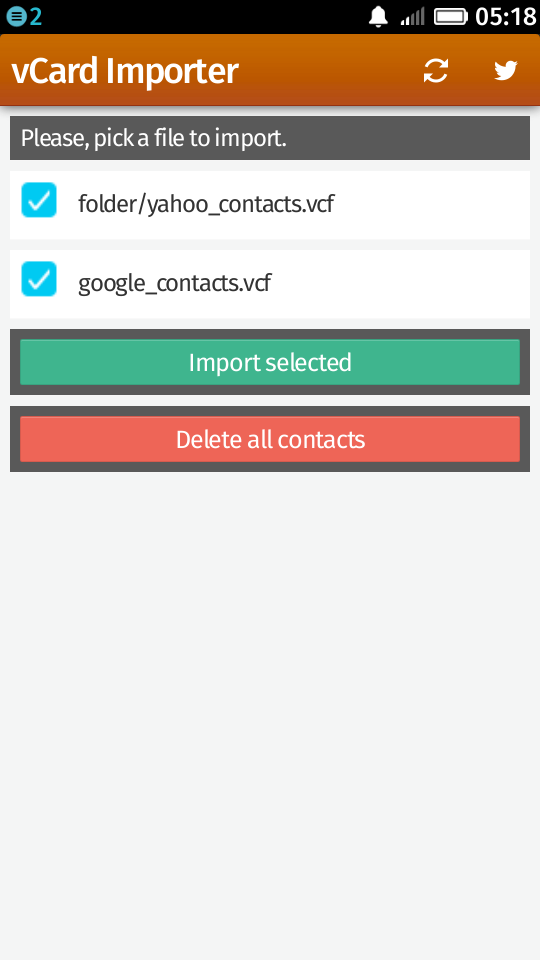 2 05:18
vCard Importer
Please, pick a file to import.
folder/yahoo_contacts.vcf
google_contacts.vcf
Import selected
Delete all contacts